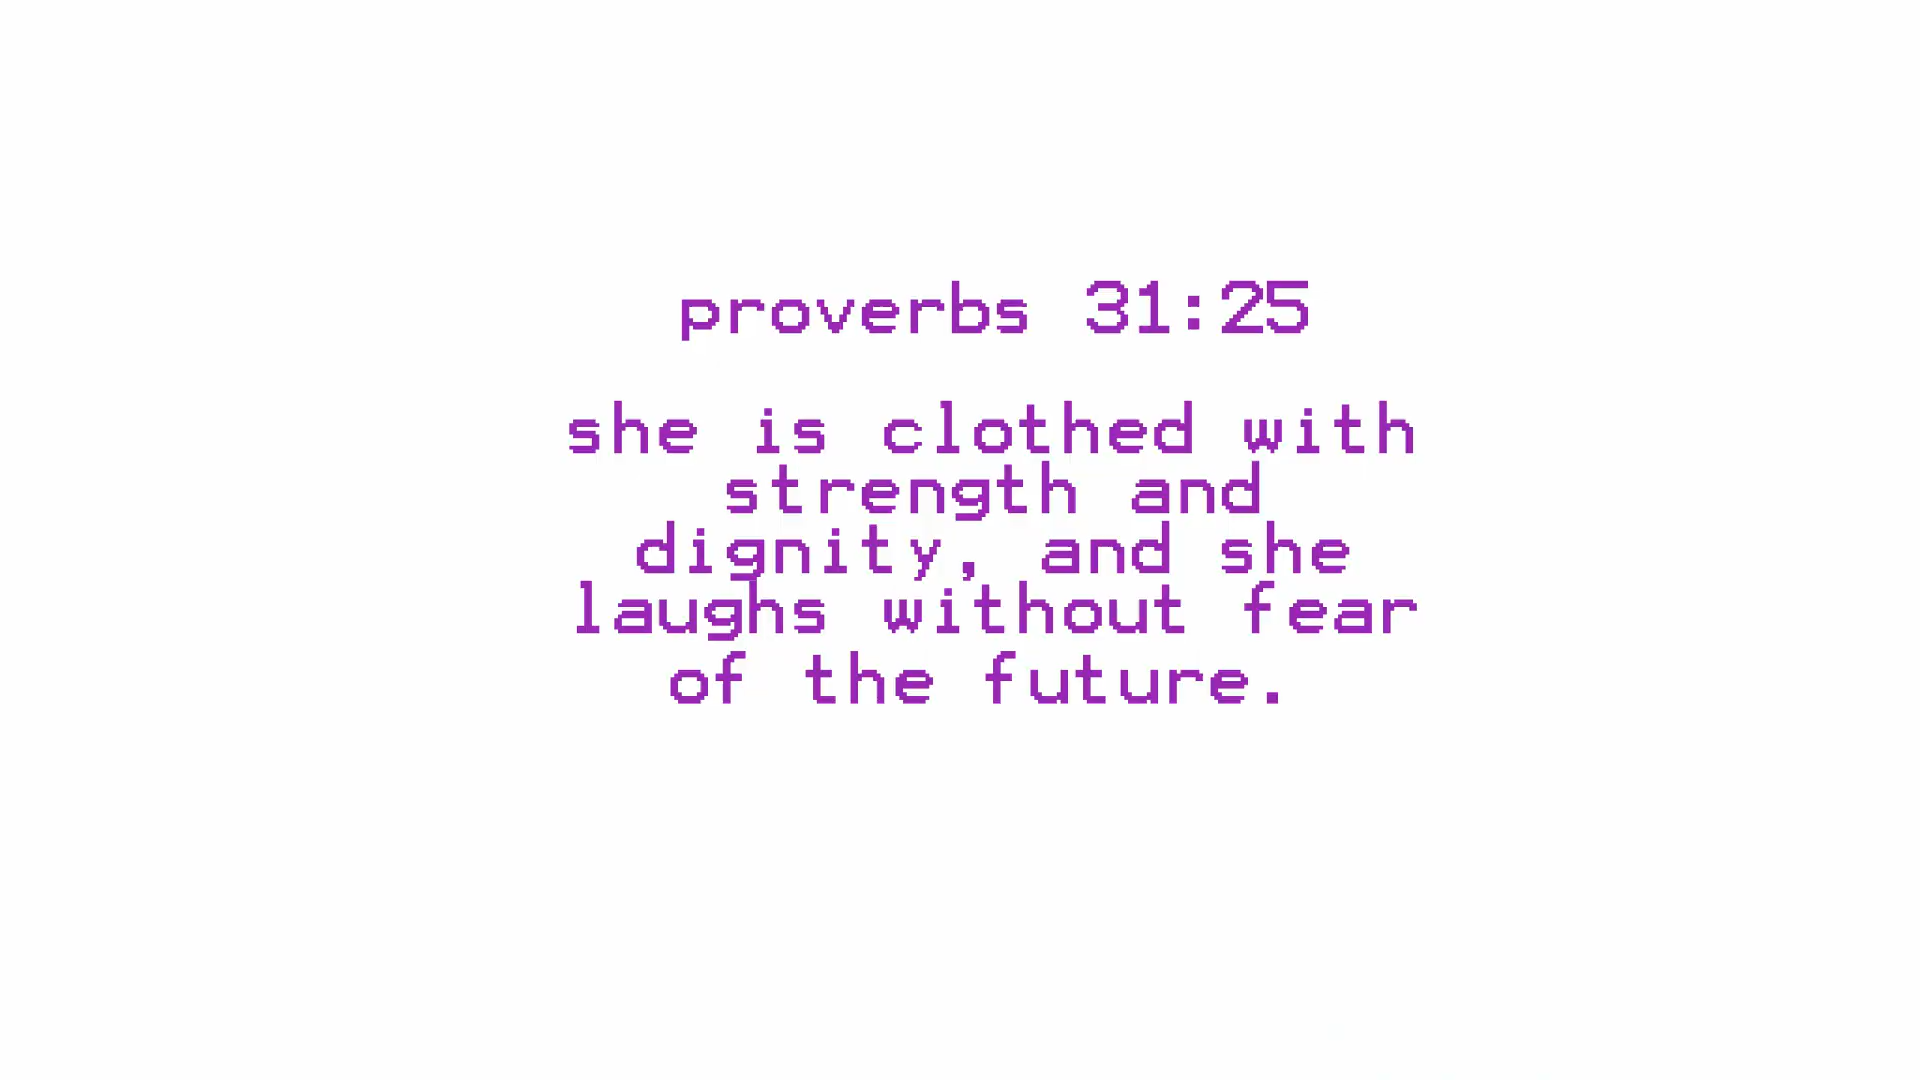 proverbs 31:25
she is clothed with
strength and
dignity, and she
laughs without fear
of the future.